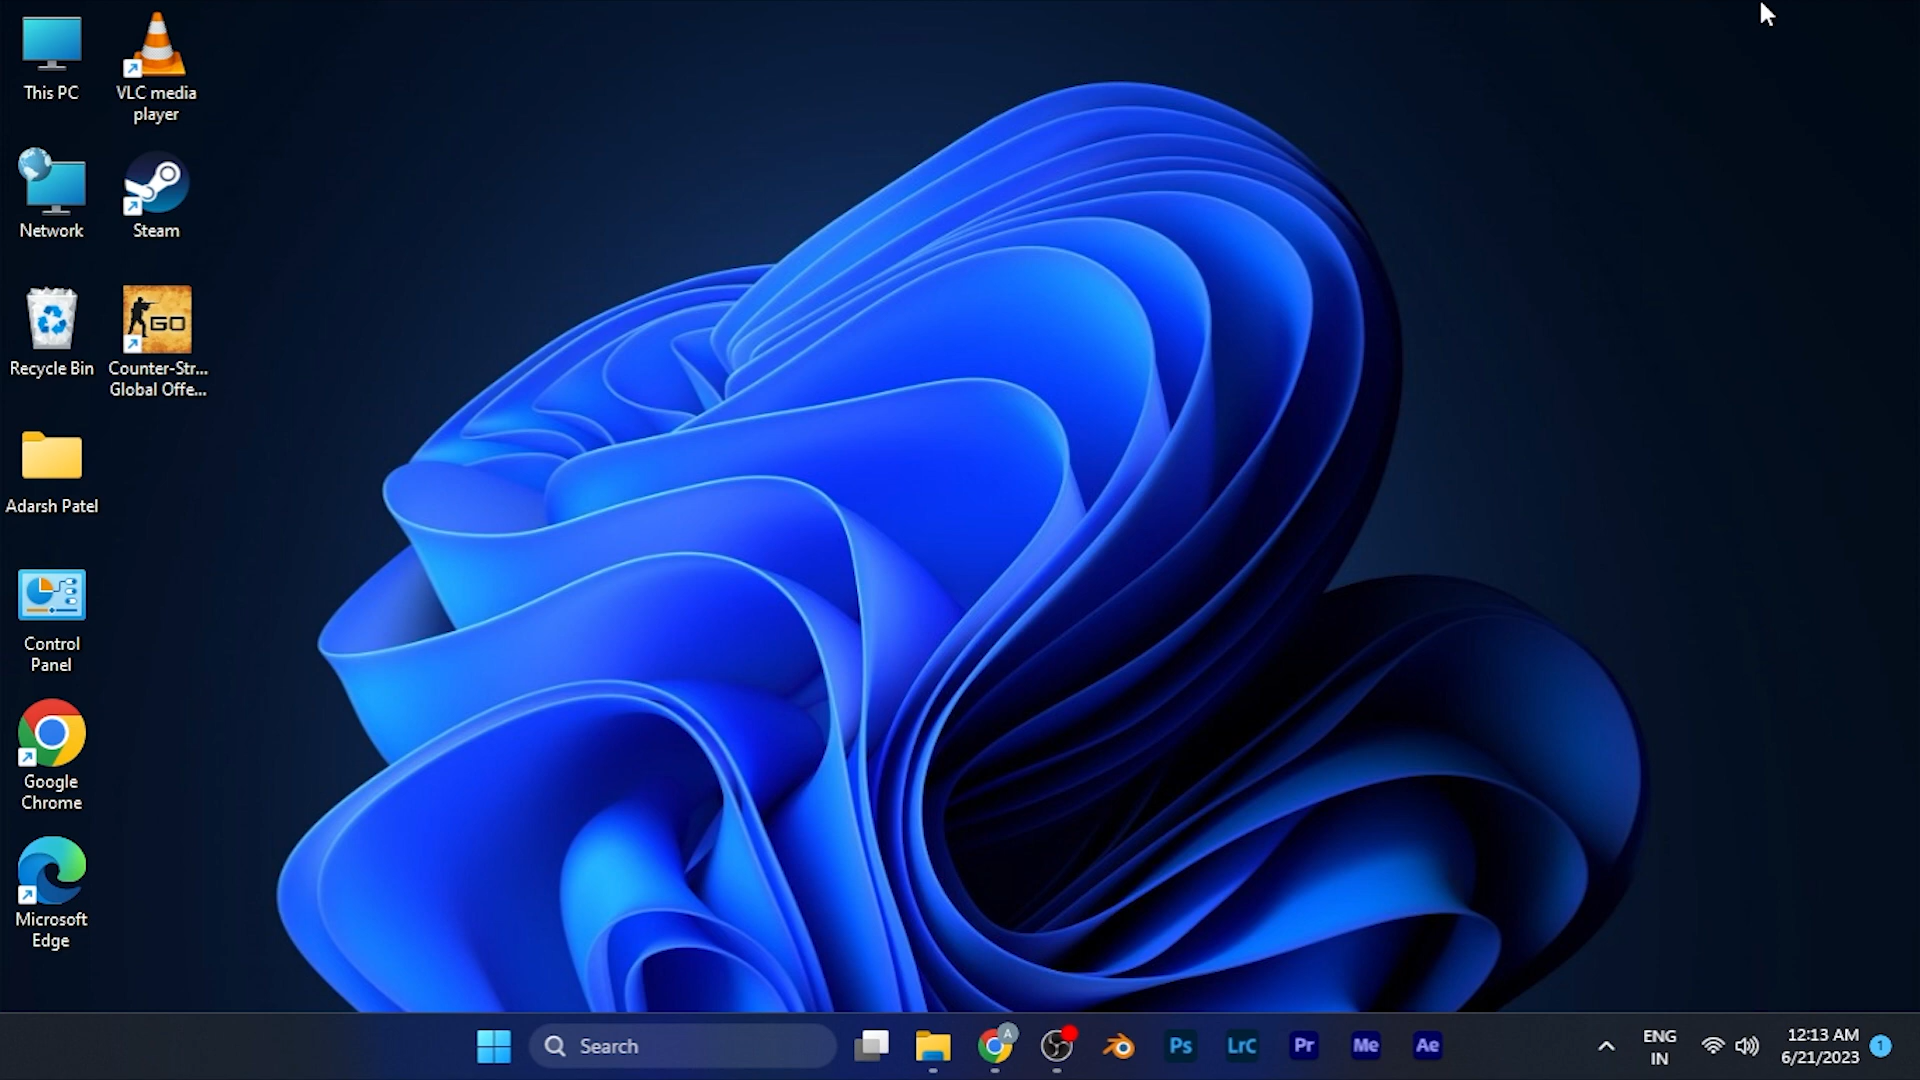 This PC
VLC media
player
Network
Steam
Recycle Bin
GO
Counter-Str...
Global Offe...
Adarsh Patel
Control
Panel
Google
Chrome
Microsoft
Edge
Search
A
Ps
LrC
Pr
Me
Ae
ENG
IN
12:13 AM
6/21/2023
1